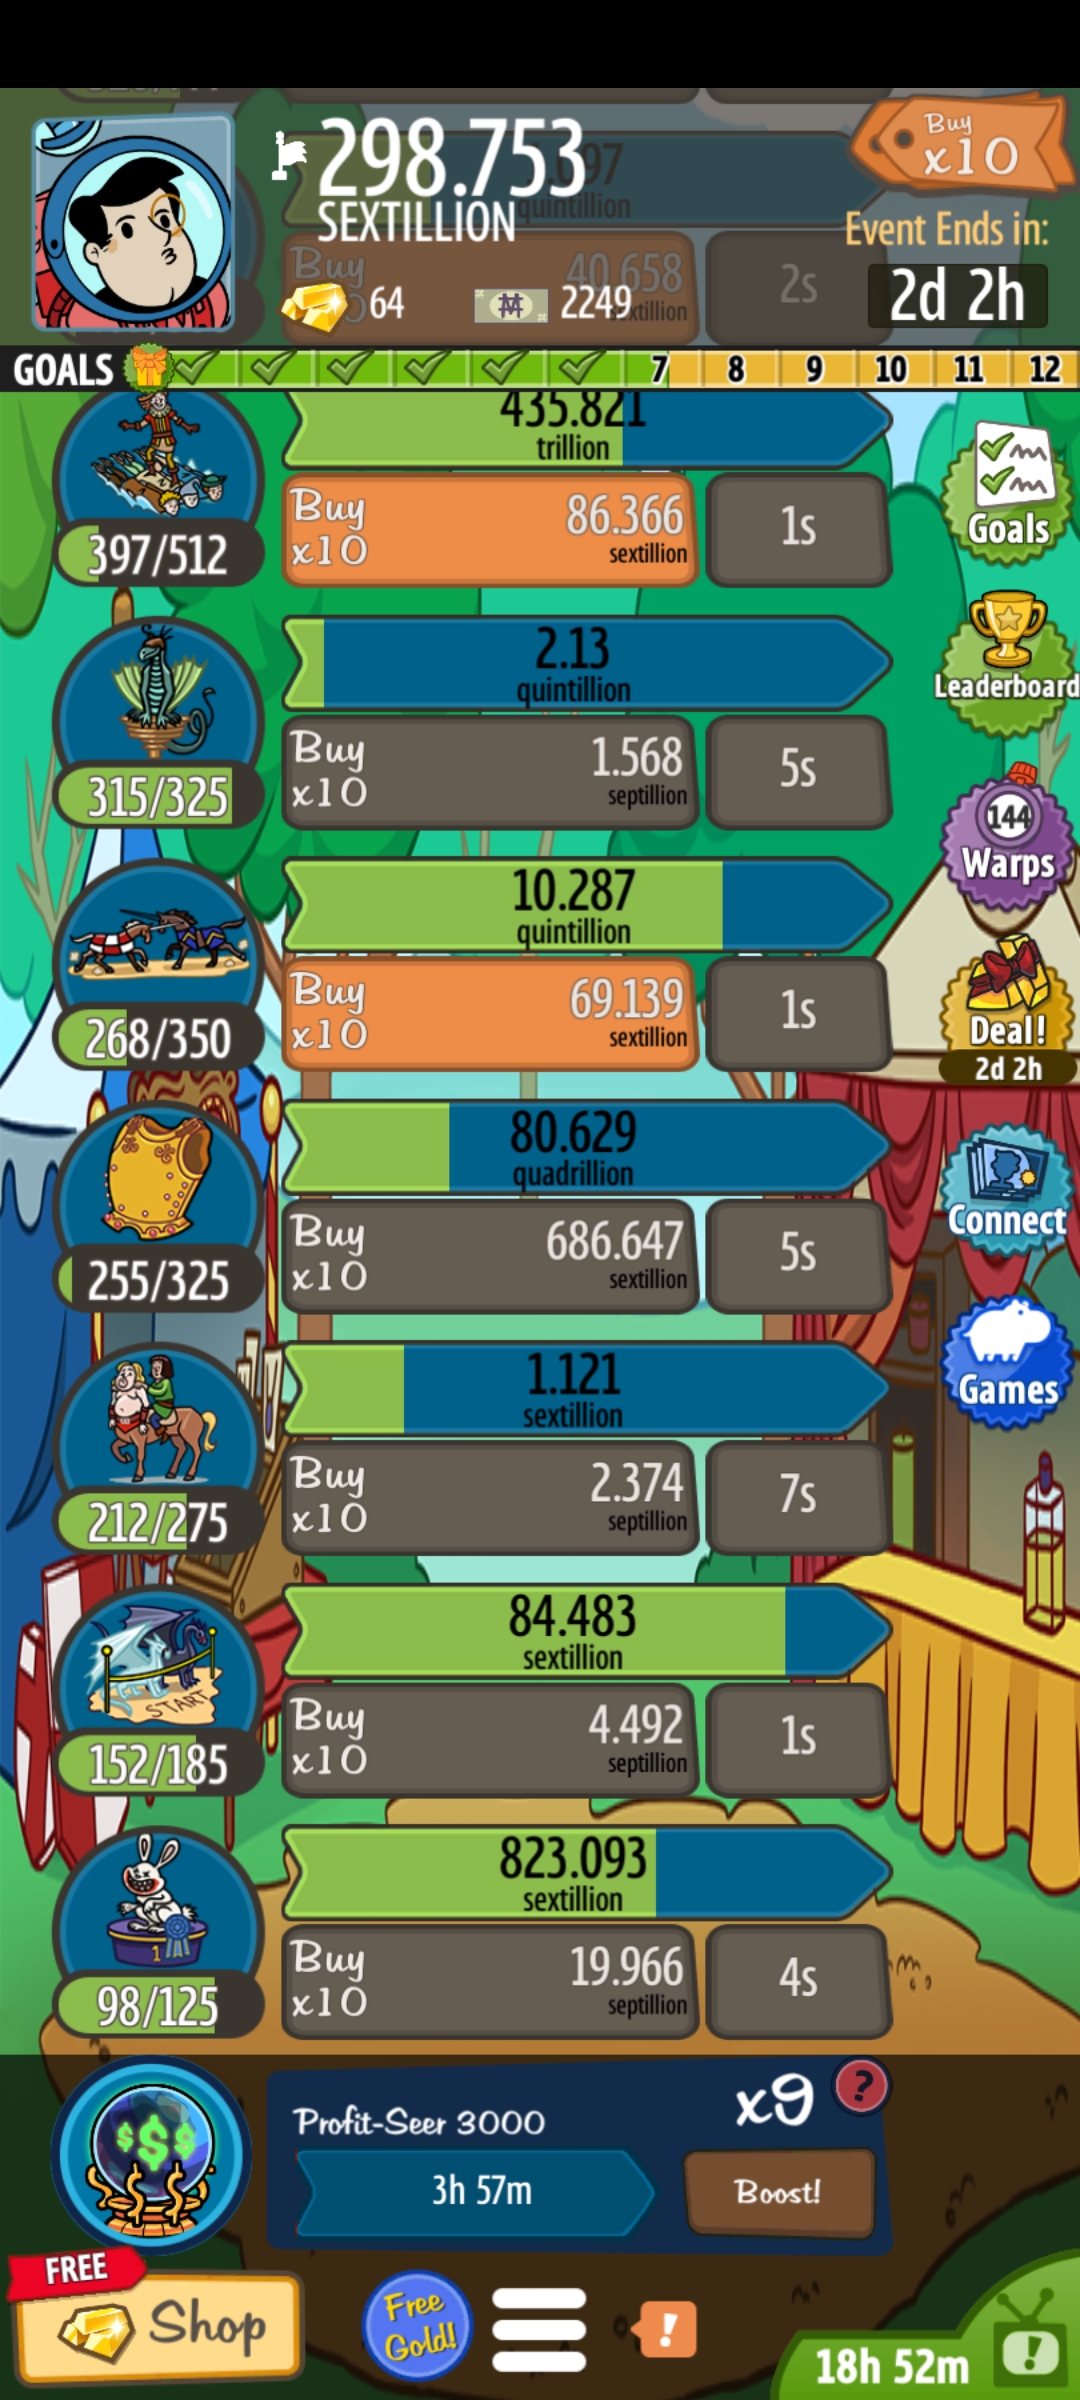 298.753
SEXTILLION
Buy
x10
Event Ends in:
2d 2h
quintillion
Buy
40.658
2s
64
2249
GOALS
7
8
9
10
11
12
435.821
trillion
Buy
x10
86.366
sextillion
1s
397/512
Goals
2.13
quintillion
Leaderboard
Buy
x10
1.568
septillion
5s
315/325
144
Warps
10.287
quintillion
Buy
x10
69.139
sextillion
1s
268/350
Deal!
2d 2h
80.629
quadrillion
Buy
x10
686.647
sextillion
5s
255/325
Connect
1.121
sextillion
Games
Buy
x10
2.374
septillion
7s
212/275
84.483
sextillion
START
Buy
x10
4.492
septillion
1s
152/185
823.093
sextillion
1
Buy
x10
19.966
septillion
4s
98/125
$$$
Profit-Seer 3000
x9
?
3h 57m
Boost!
FREE
Shop
Free
Gold!
!
18h 52m
!